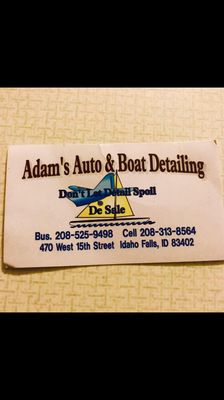 Adam's Auto & Boat Detailing
Don't Let Detail Spoil
De Sale
Bus. 208-525-9498 Cell 208-313-8564
470 West 15th Street Idaho Falls, ID 83402